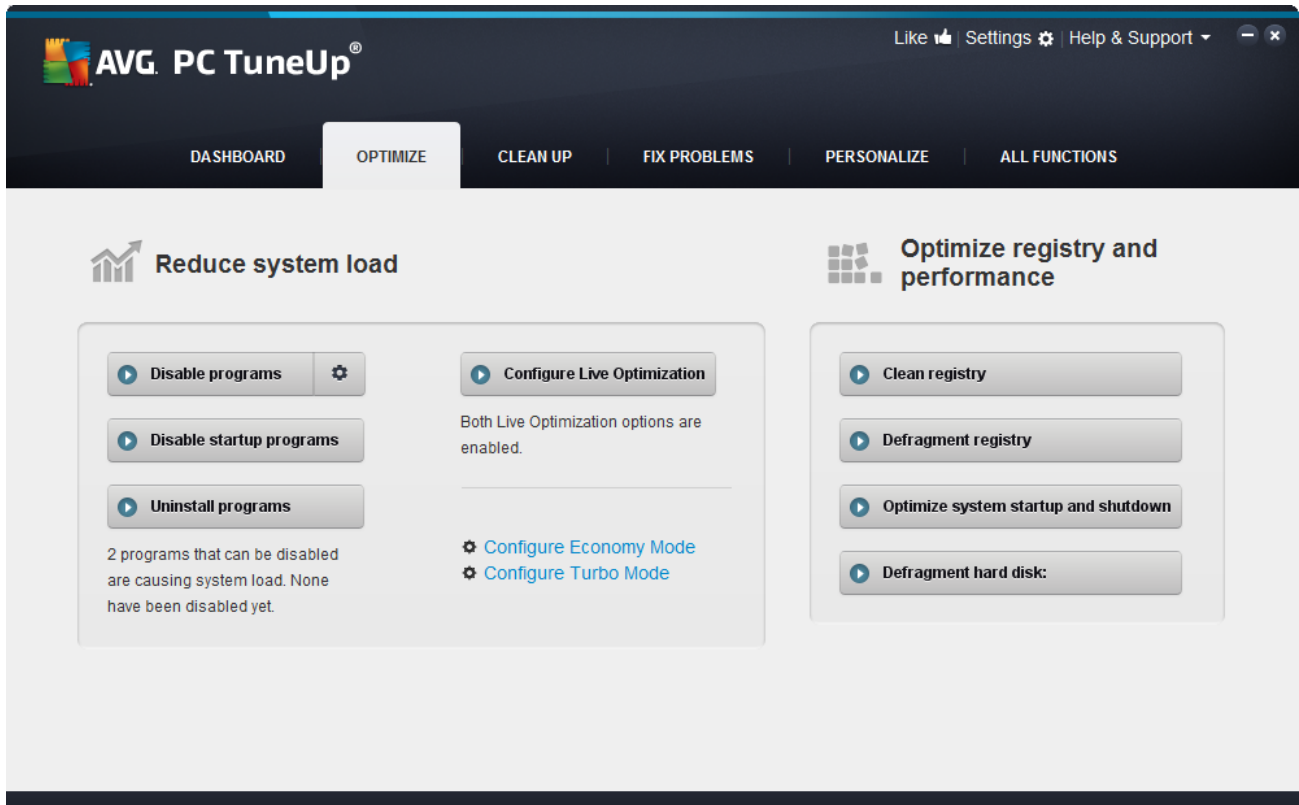 AVG. PC TuneUp®
Like | Settings | Help & Support
DASHBOARD
OPTIMIZE
CLEAN UP
FIX PROBLEMS
PERSONALIZE
ALL FUNCTIONS
Reduce system load
Disable programs
Disable startup programs
Uninstall programs
2 programs that can be disabled
are causing system load. None
have been disabled yet.
Configure Live Optimization
Both Live Optimization options are
enabled.
Configure Economy Mode
Configure Turbo Mode
Optimize registry and
performance
Clean registry
Defragment registry
Optimize system startup and shutdown
Defragment hard disk: